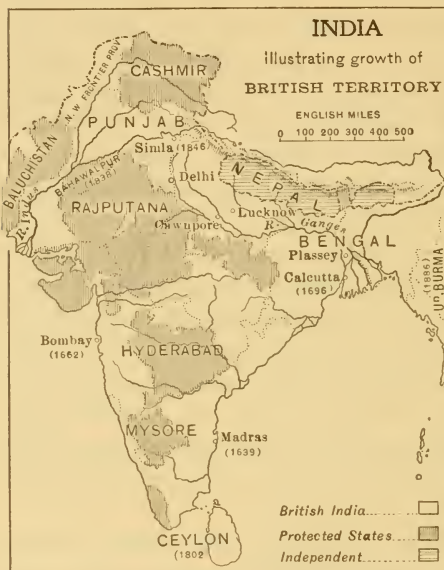 INDIA
illustrating growth of
BRITISH TERRITORY
ENGLISH MILES
0 100 200 300 400 500
N.W. FRONTIER PROV.
CASHMIR
PUNJAB
BALUCHISTAN
Simla (1846)
BAHAWALPUR
(1838)
Delhi
R. Indus
NEPAL
RAJPUTANA
Lucknow
Cawnpore
R. Ganges
BENGAL
Plassey
Calcutta
(1696)
(1886)
UP. BURMA
Bombay
(1662)
HYDERABAD
MYSORE
Madras
(1639)
CEYLON
(1802
British India
Protected States
Independent